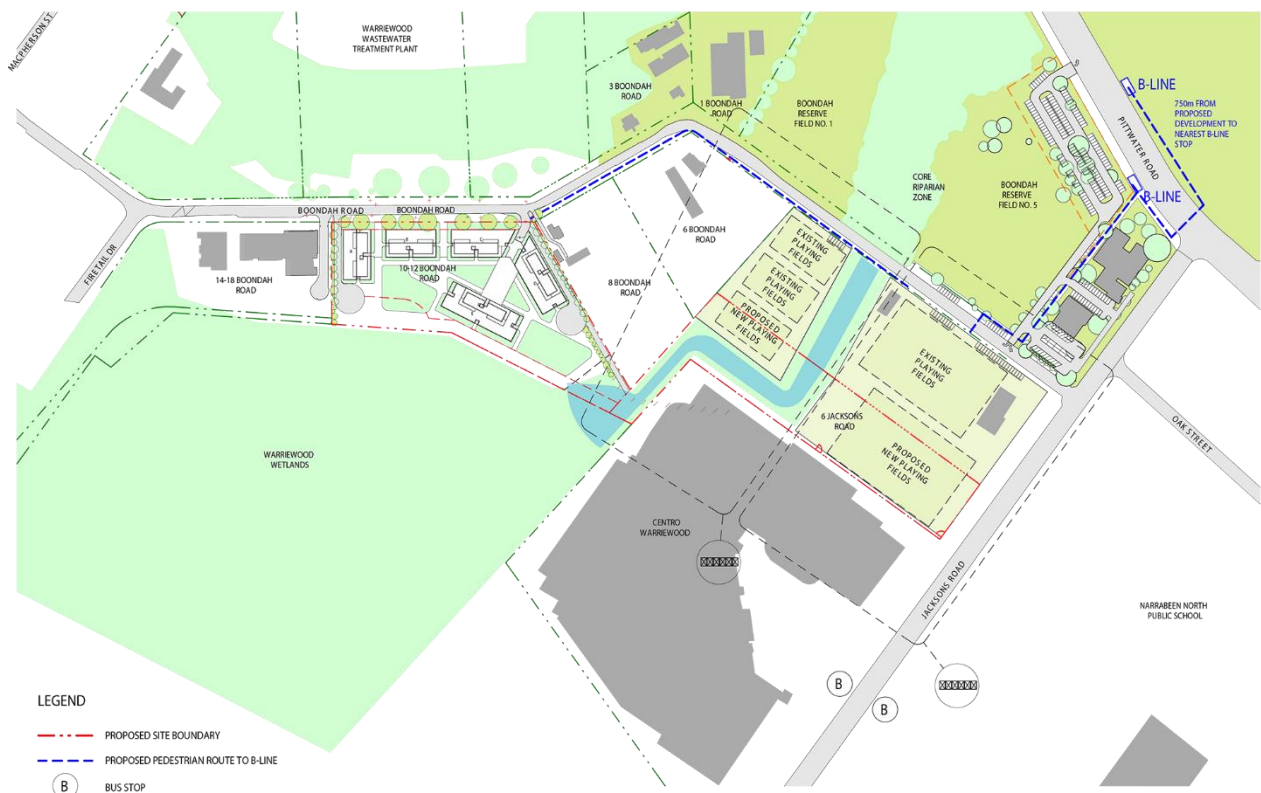 MACPHERSON ST
WARRIEWOOD
WASTEWATER
TREATMENT PLANT
3 BOONDAH
ROAD
1 BOONDAH
ROAD
BOONDAH
RESERVE
FIELD NO. 1
B-LINE
750m FROM
PROPOSED
DEVELOPMENT TO
NEAREST B-LINE
STOP
PITTWATER ROAD
CORE
RIPARIAN
ZONE
BOONDAH
RESERVE
FIELD NO. 5
B-LINE
BOONDAH ROAD
BOONDAH ROAD
FIRETAIL DR
14-18 BOONDAH
ROAD
10-12 BOONDAH
ROAD
8 BOONDAH
ROAD
6 BOONDAH
ROAD
EXISTING
PLAYING
FIELDS
EXISTING
PLAYING
FIELDS
PROPOSED
NEW PLAYING
FIELDS
EXISTING
PLAYING
FIELDS
6 JACKSONS
ROAD
PROPOSED
NEW PLAYING
FIELDS
OAK STREET
WARRIEWOOD
WETLANDS
CENTRO
WARRIEWOOD
JACKSONS ROAD
NARRABEEN NORTH
PUBLIC SCHOOL
B
B
LEGEND
PROPOSED SITE BOUNDARY
PROPOSED PEDESTRIAN ROUTE TO B-LINE
B
BUS STOP